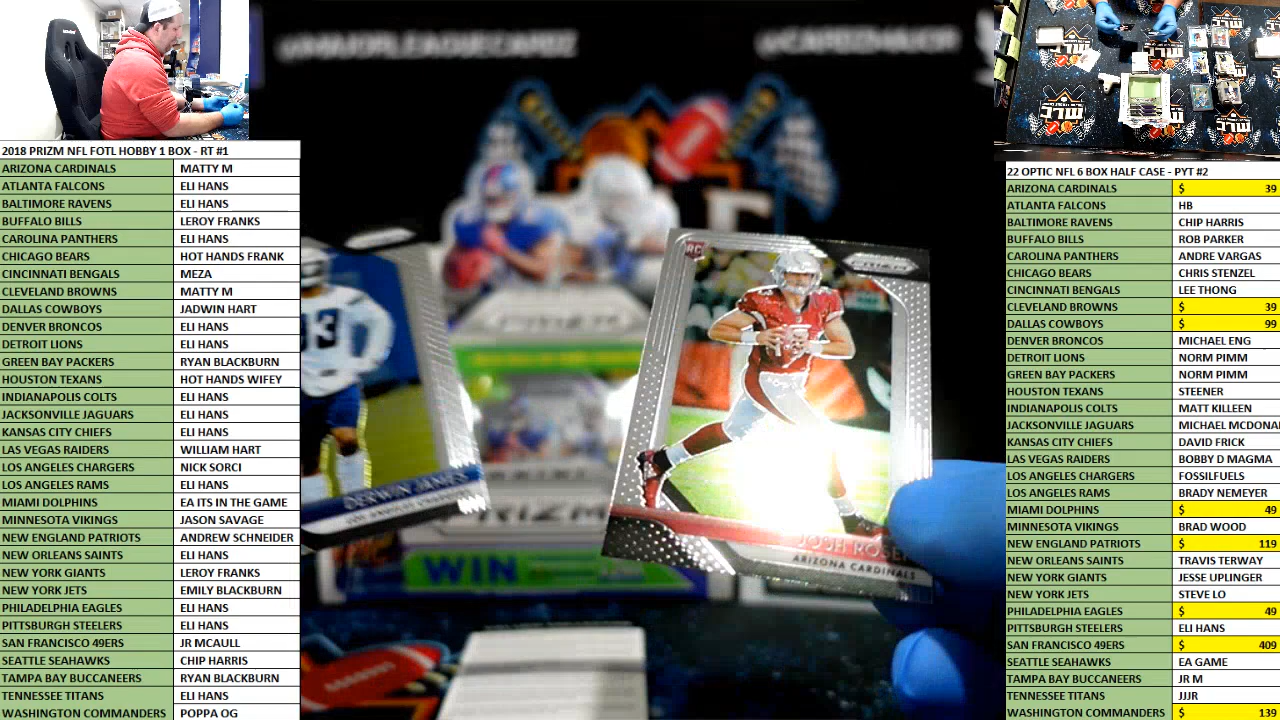 2018 PRIZM NFL FOTL HOBBY 1 BOX - RT #1
ARIZONA CARDINALS MATTY M
ATLANTA FALCONS ELI HANS
BALTIMORE RAVENS ELI HANS
BUFFALO BILLS LEROY FRANKS
CAROLINA PANTHERS ELI HANS
CHICAGO BEARS HOT HANDS FRANK
CINCINNATI BENGALS MEZA
CLEVELAND BROWNS MATTY M
DALLAS COWBOYS JADWIN HART
DENVER BRONCOS ELI HANS
DETROIT LIONS ELI HANS
GREEN BAY PACKERS RYAN BLACKBURN
HOUSTON TEXANS HOT HANDS WIFEY
INDIANAPOLIS COLTS ELI HANS
JACKSONVILLE JAGUARS ELI HANS
KANSAS CITY CHIEFS ELI HANS
LAS VEGAS RAIDERS WILLIAM HART
LOS ANGELES CHARGERS NICK SORCI
LOS ANGELES RAMS ELI HANS
MIAMI DOLPHINS EA ITS IN THE GAME
MINNESOTA VIKINGS JASON SAVAGE
NEW ENGLAND PATRIOTS ANDREW SCHNEIDER
NEW ORLEANS SAINTS ELI HANS
NEW YORK GIANTS LEROY FRANKS
NEW YORK JETS EMILY BLACKBURN
PHILADELPHIA EAGLES ELI HANS
PITTSBURGH STEELERS ELI HANS
SAN FRANCISCO 49ERS JR MCAULL
SEATTLE SEAHAWKS CHIP HARRIS
TAMPA BAY BUCCANEERS RYAN BLACKBURN
TENNESSEE TITANS ELI HANS
WASHINGTON COMMANDERS POPPA OG
RC
PRIZM
JOSH ROSE
ARIZONA CARDINALS
PRIZM
WIN
22 OPTIC NFL 6 BOX HALF CASE - PYT #2
ARIZONA CARDINALS $ 39
ATLANTA FALCONS HB
BALTIMORE RAVENS CHIP HARRIS
BUFFALO BILLS ROB PARKER
CAROLINA PANTHERS ANDRE VARGAS
CHICAGO BEARS CHRIS STENZEL
CINCINNATI BENGALS LEE THONG
CLEVELAND BROWNS $ 39
DALLAS COWBOYS $ 99
DENVER BRONCOS MICHAEL ENG
DETROIT LIONS NORM PIMM
GREEN BAY PACKERS NORM PIMM
HOUSTON TEXANS STEENER
INDIANAPOLIS COLTS MATT KILLEEN
JACKSONVILLE JAGUARS MICHAEL MCDONA
KANSAS CITY CHIEFS DAVID FRICK
LAS VEGAS RAIDERS BOBBY D MAGMA
LOS ANGELES CHARGERS FOSSILFUELS
LOS ANGELES RAMS BRADY NEMEYER
MIAMI DOLPHINS $ 49
MINNESOTA VIKINGS BRAD WOOD
NEW ENGLAND PATRIOTS $ 119
NEW ORLEANS SAINTS TRAVIS TERWAY
NEW YORK GIANTS JESSE UPLINGER
NEW YORK JETS STEVE LO
PHILADELPHIA EAGLES $ 49
PITTSBURGH STEELERS ELI HANS
SAN FRANCISCO 49ERS $ 409
SEATTLE SEAHAWKS EA GAME
TAMPA BAY BUCCANEERS JR M
TENNESSEE TITANS JJJR
WASHINGTON COMMANDERS $ 139